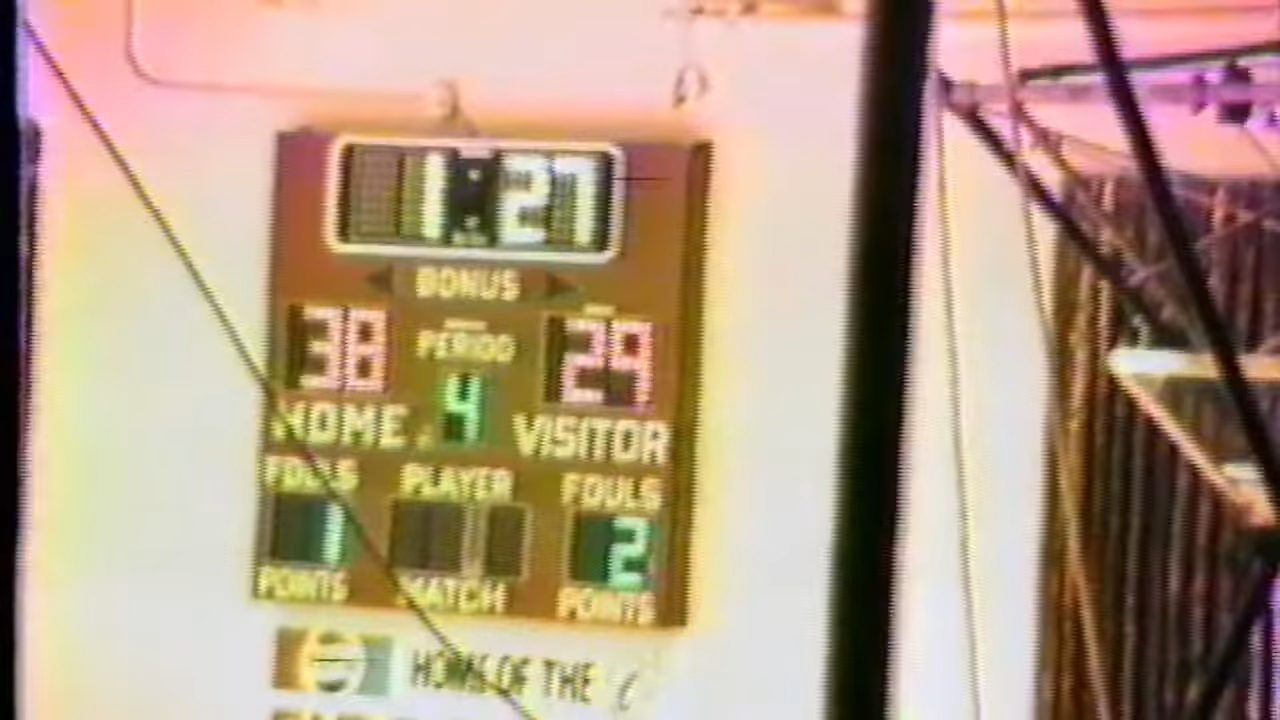 1:27
BONUS
38 PERIOD 29
HOME 4 VISITOR
FOULS PLAYER FOULS
1 2
POINTS MATCH POINTS
HOME OF THE